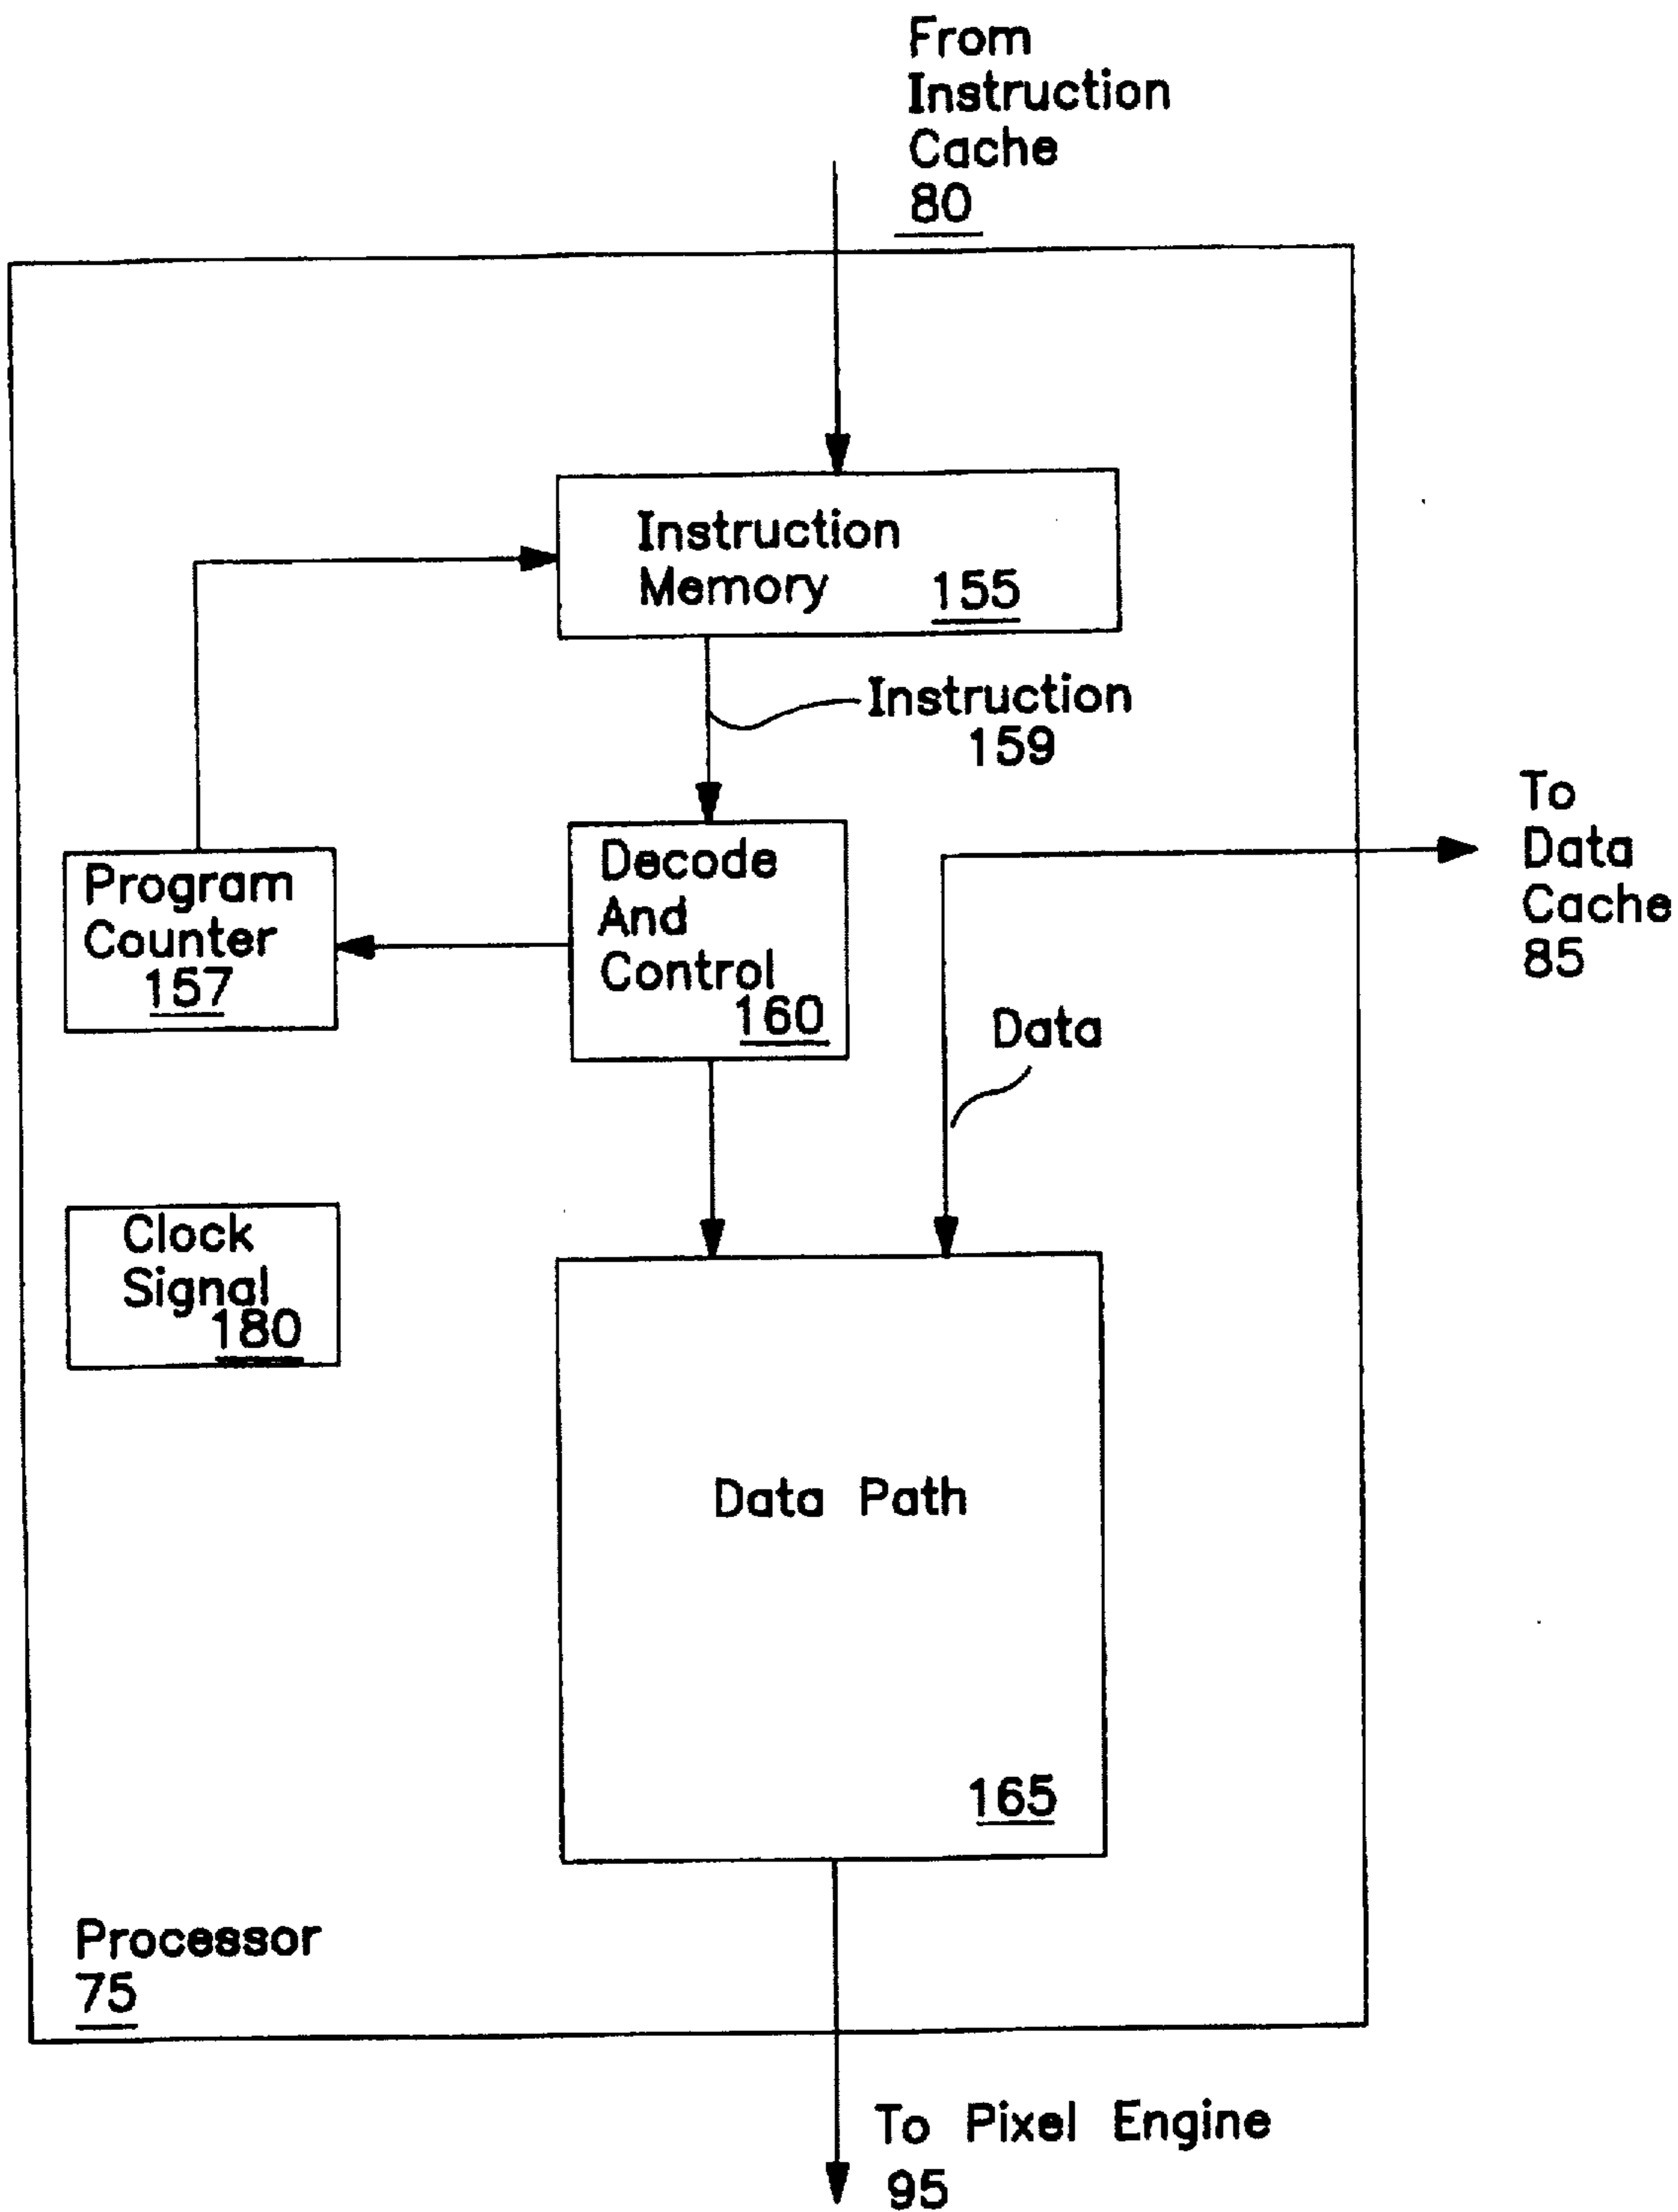 From
Instruction
Cache
80
Instruction
Memory 155
Instruction
159
To
Data
Cache
85
Program
Counter
157
Decode
And
Control
160
Data
Clock
Signal
180
Data Path
165
Processor
75
To Pixel Engine
95